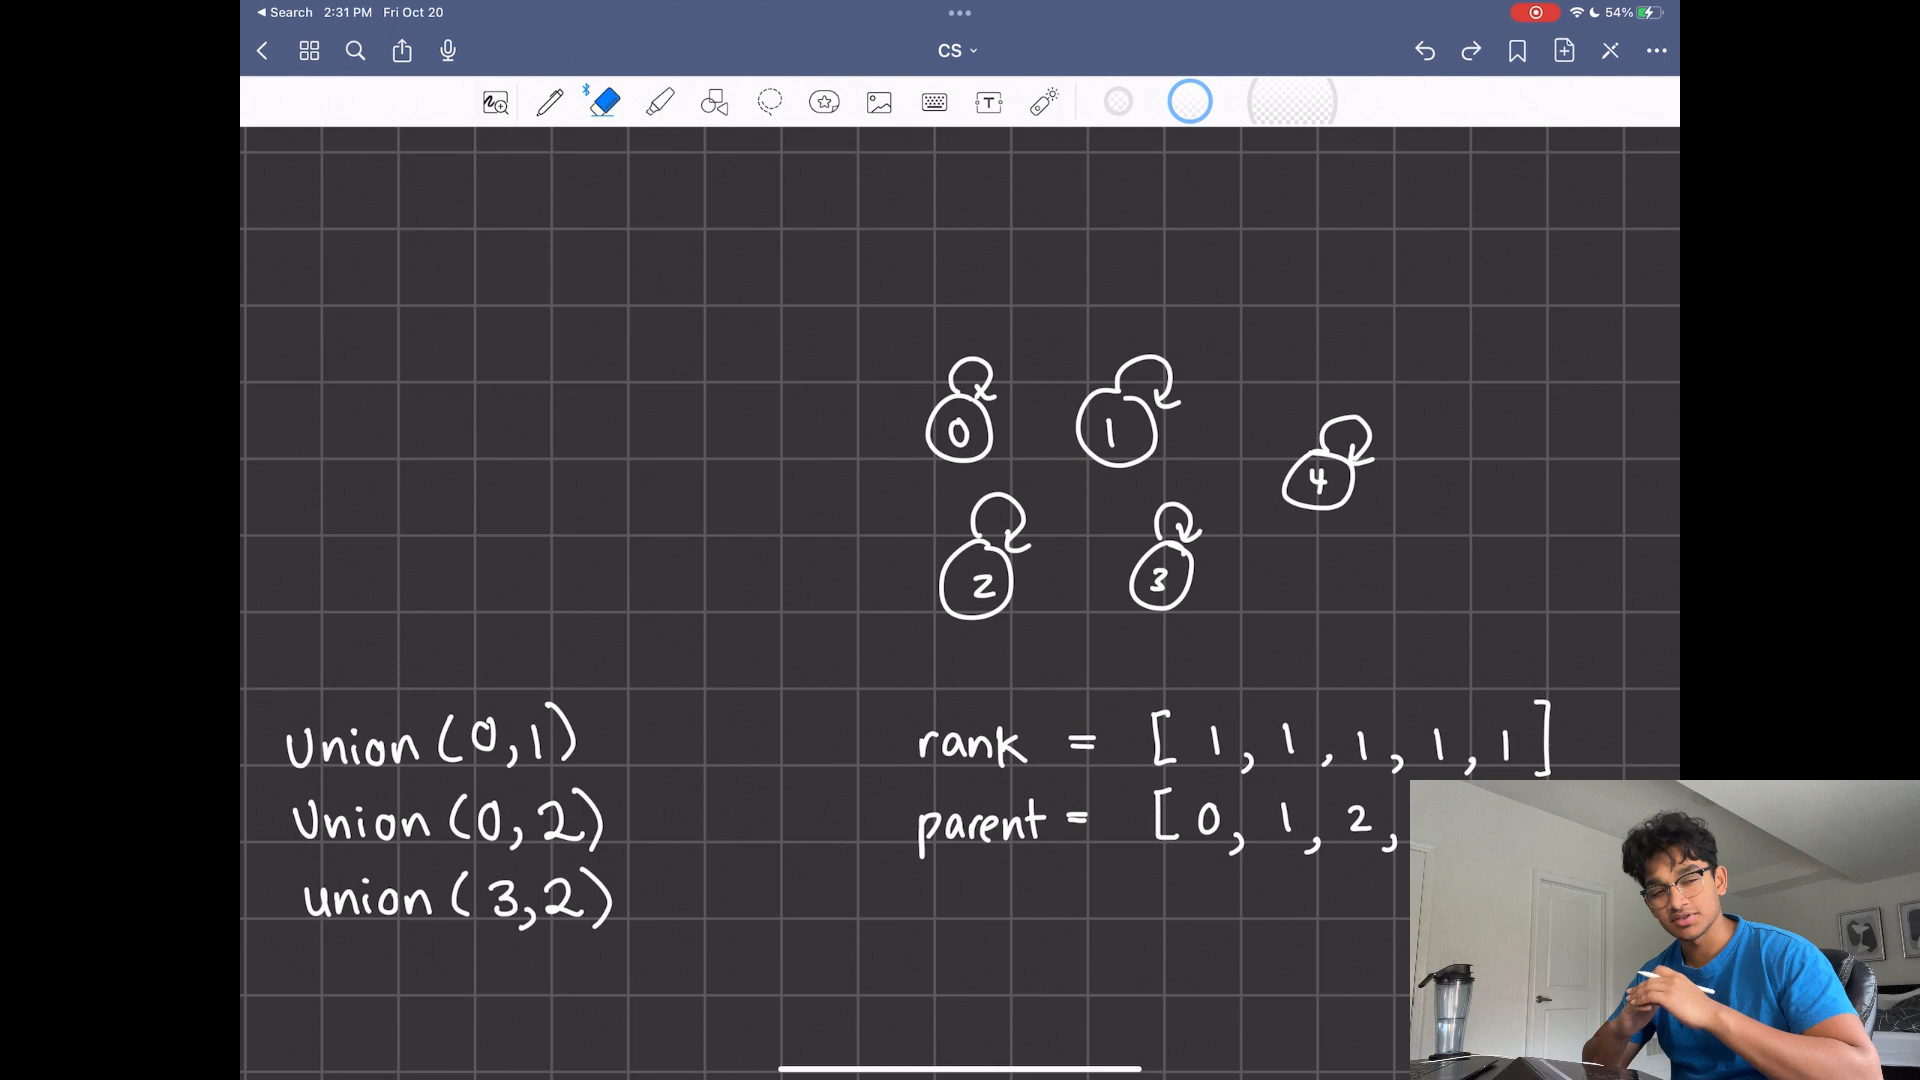 Search 2:31 PM Fri Oct 20
54%
CS
T
0
1
4
2
3
Union (0,1)
rank = [ 1, 1, 1, 1, 1 ]
Union (0,2)
parent = [ 0, 1, 2,
union (3,2)